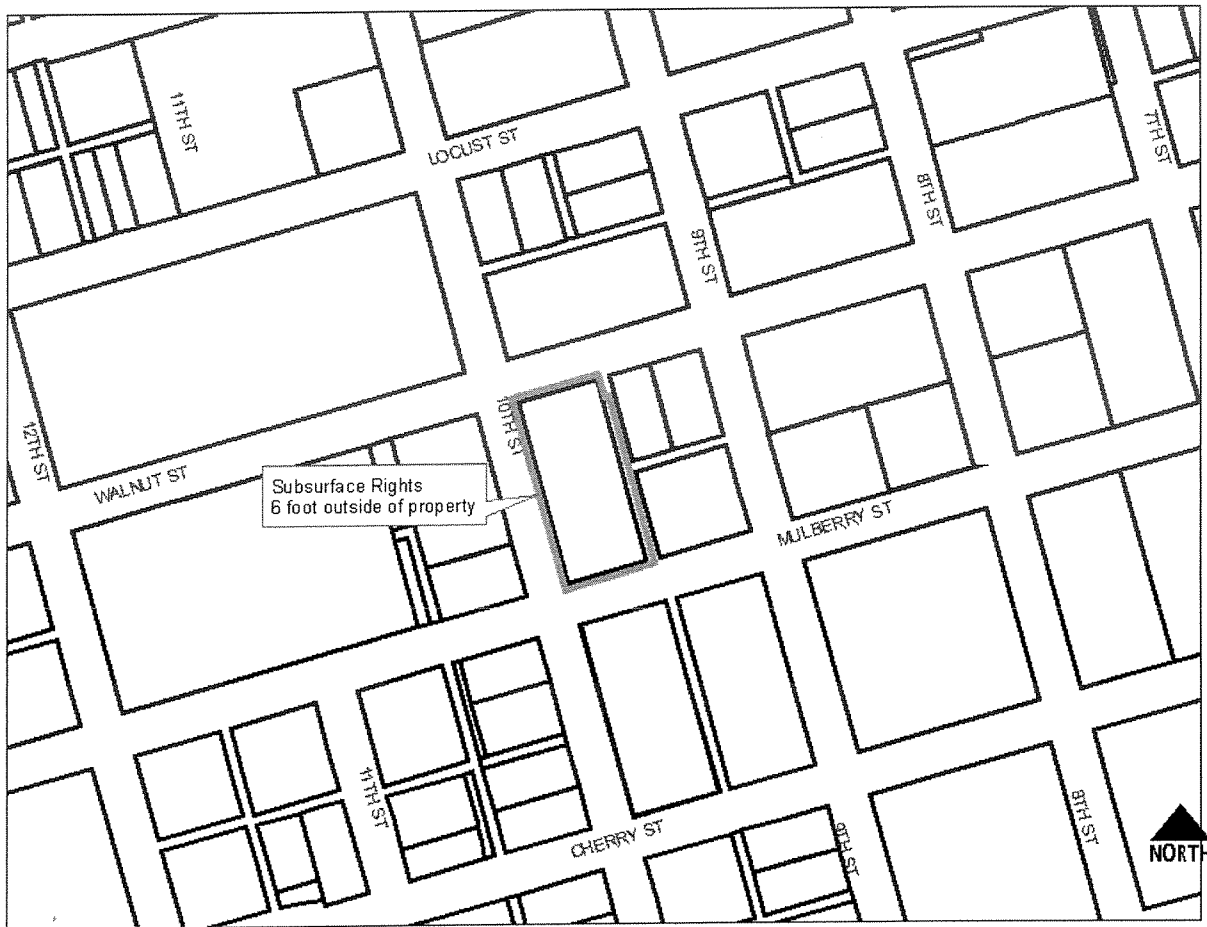 11TH ST
LOCUST ST
7TH ST
8TH ST
9TH ST
10TH ST
12TH ST
WALNUT ST
Subsurface Rights
6 foot outside of property
MULBERRY ST
11TH ST
CHERRY ST
9TH ST
8TH ST
NORTH